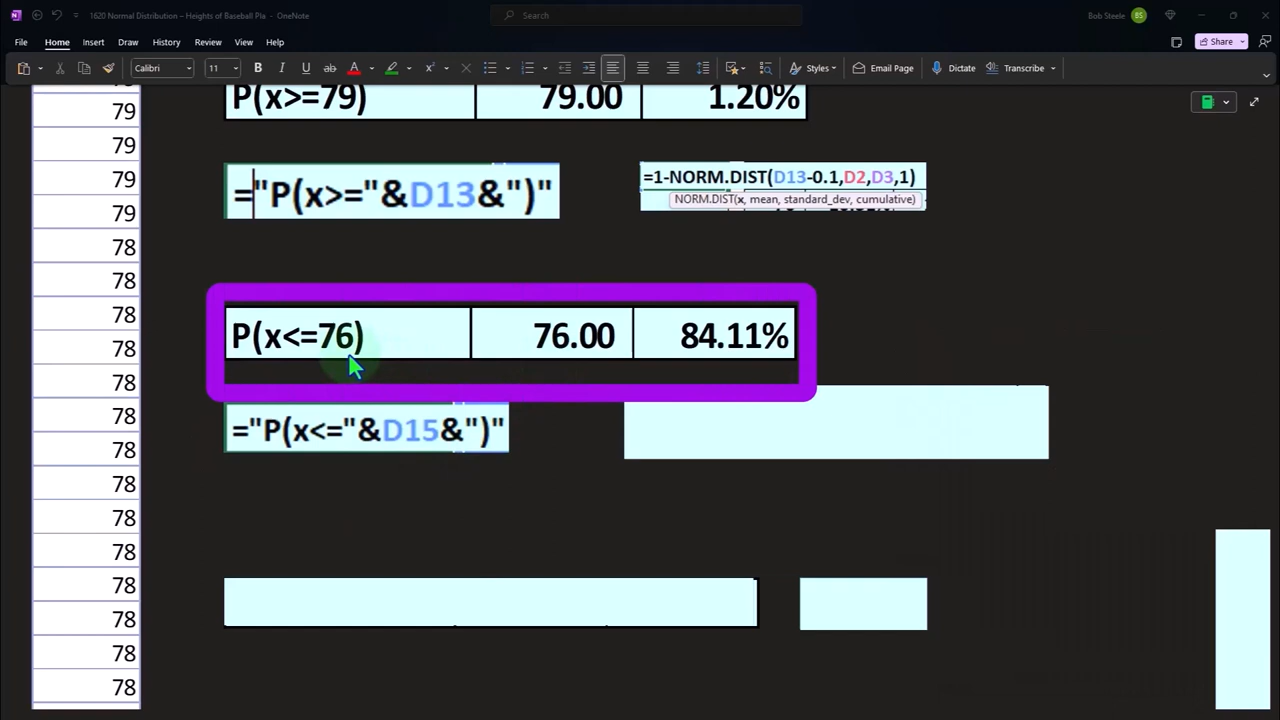 1620 Normal Distribution – Heights of Baseball Pla - OneNote
Search
Bob Steele
BS
File Home Insert Draw History Review View Help
Share
Calibri 11 B I U ab A x Styles Email Page Dictate Transcribe
79
79
79
79
78
78
78
78
78
78
78
78
78
78
78
78
78
78
P(x>=79) 79.00 1.20%
="P(x>="&D13&")"
=1-NORM.DIST(D13-0.1,D2,D3,1)
NORM.DIST(x, mean, standard_dev, cumulative)
P(x<=76) 76.00 84.11%
="P(x<="&D15&")"